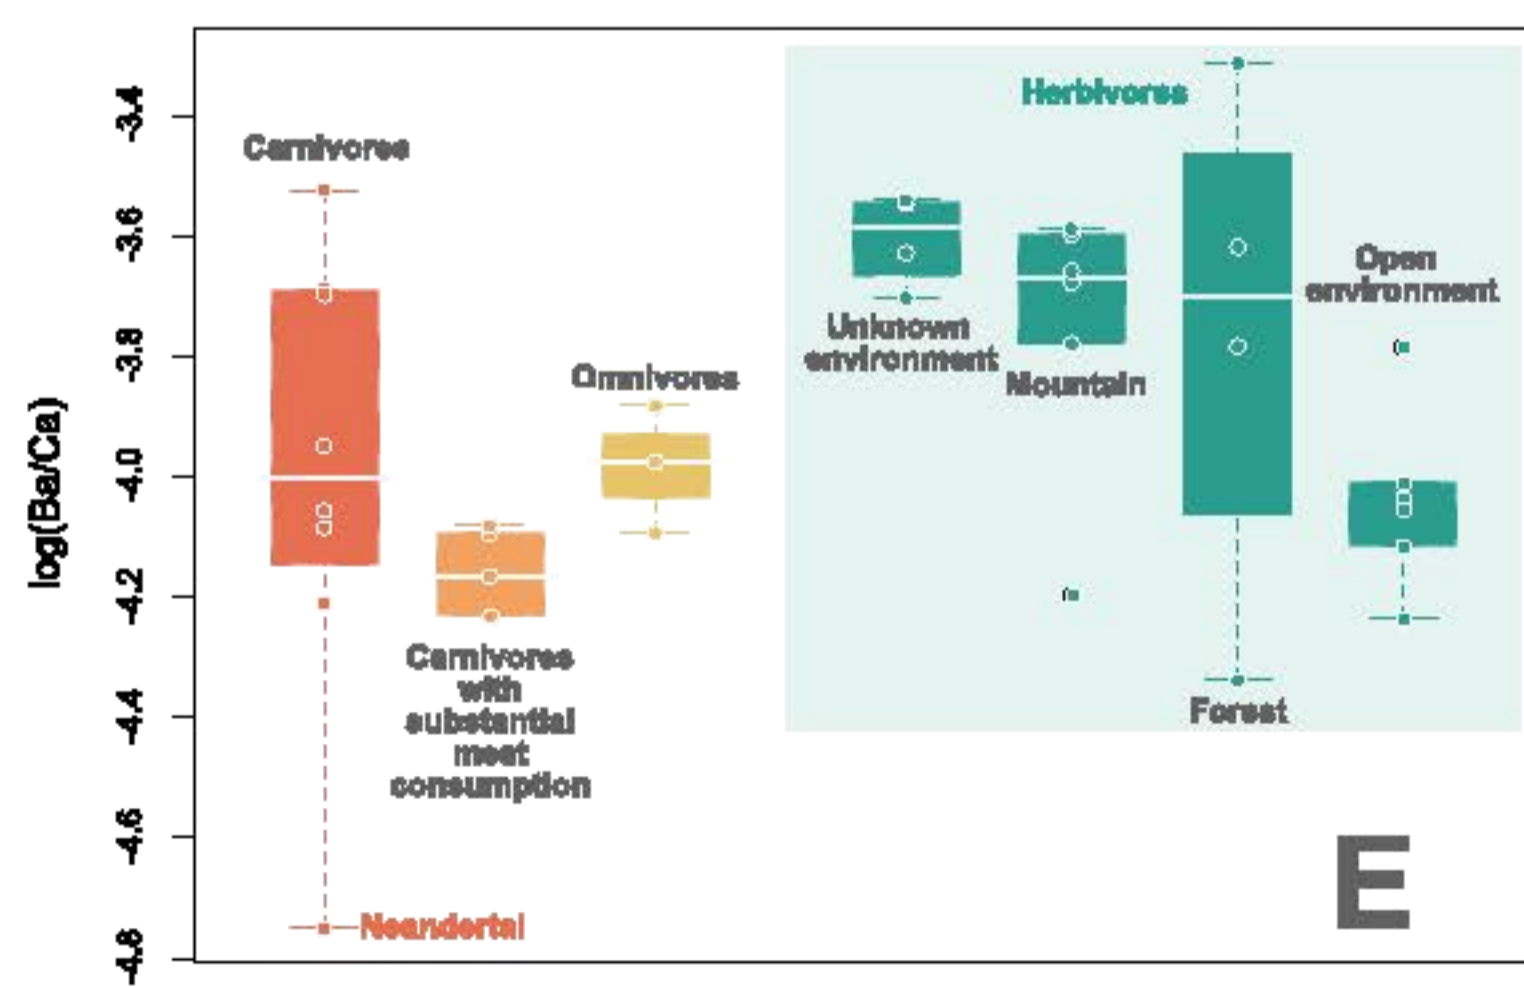 -3.4
-3.6
-3.8
-4.0
-4.2
-4.4
-4.6
-4.8
log(Ba/Ca)
Carnivores
Carnivores
with
substantial
meat
consumption
Omnivores
Neandertal
Herbivores
Unknown
environment
Mountain
Forest
Open
environment
E